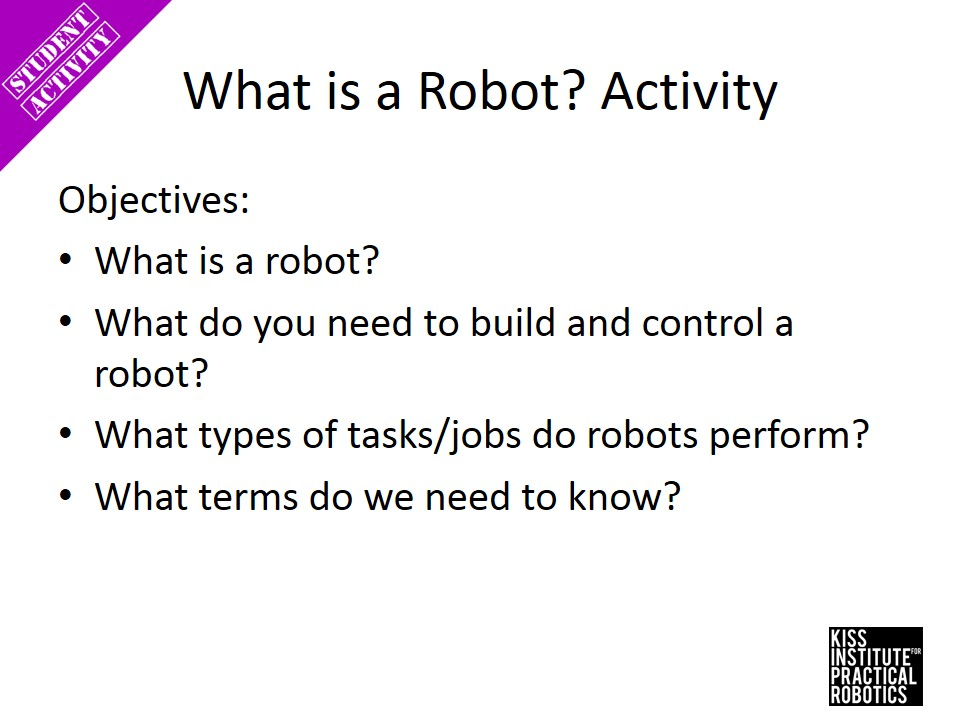 STUDENT
ACTIVITY
What is a Robot? Activity
Objectives:
• What is a robot?
• What do you need to build and control a
robot?
• What types of tasks/jobs do robots perform?
• What terms do we need to know?
KISS
INSTITUTE FOR
PRACTICAL
ROBOTICS